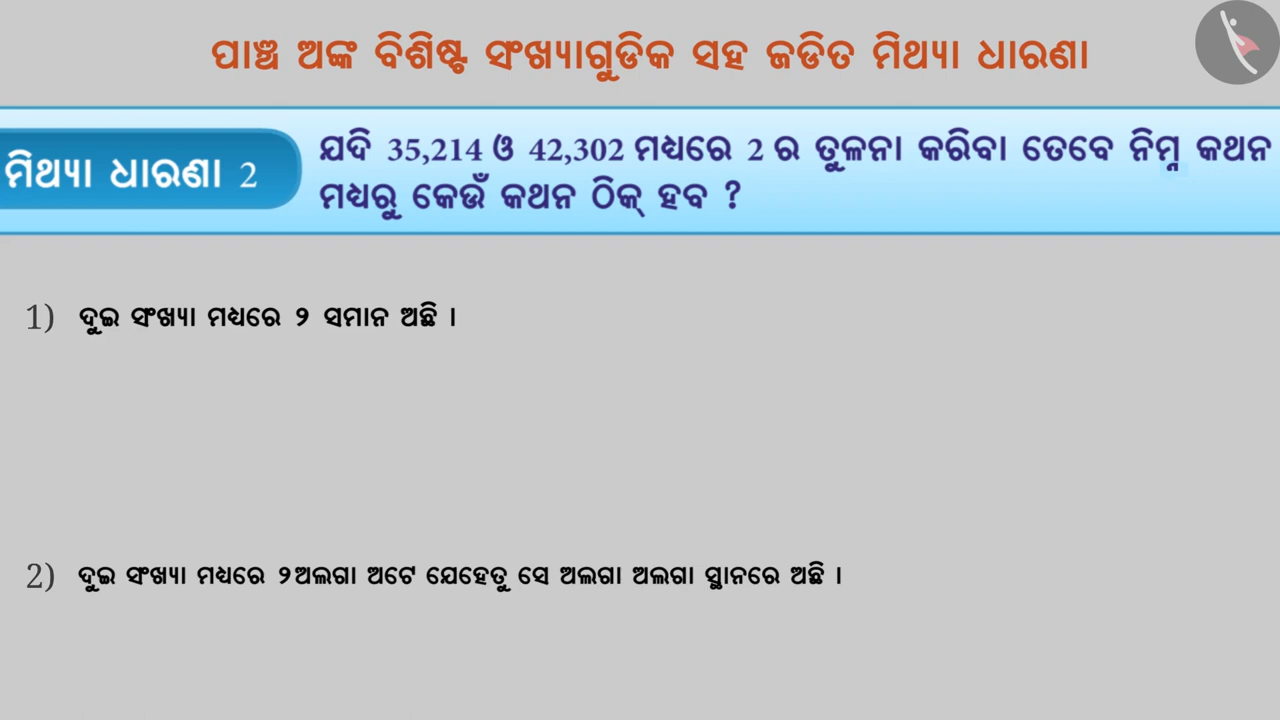 ପାଞ୍ଚ ଅଙ୍କ ବିଶିଷ୍ଟ ସଂଖ୍ୟାଗୁଡିକ ସହ ଜଡିତ ମିଥ୍ୟା ଧାରଣା
ମିଥ୍ୟା ଧାରଣା 2
ଯଦି 35,214 ଓ 42,302 ମଧ୍ୟରେ 2 ର ତୁଳନା କରିବା ତେବେ ନିମ୍ନ କଥନ
ମଧ୍ୟରୁ କେଉଁ କଥନ ଠିକ୍ ହବ ?
1) ଦୁଇ ସଂଖ୍ୟା ମଧ୍ୟରେ ୨ ସମାନ ଅଛି ।
2) ଦୁଇ ସଂଖ୍ୟା ମଧ୍ୟରେ ୨ଅଲଗା ଅଟେ ଯେହେତୁ ସେ ଅଲଗା ଅଲଗା ସ୍ଥାନରେ ଅଛି ।